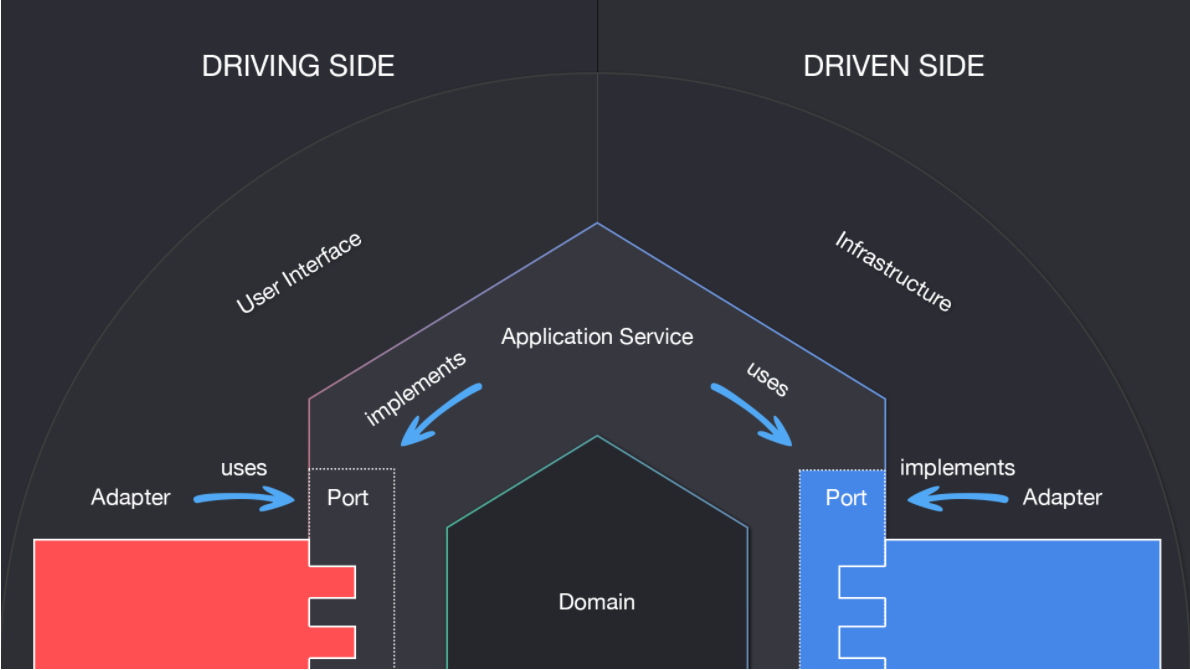 DRIVING SIDE
DRIVEN SIDE
User Interface
Infrastructure
Application Service
implements
uses
uses
implements
Adapter
Port
Port
Adapter
Domain